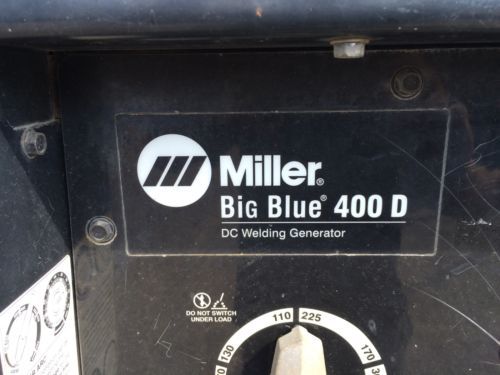 Miller®
Big Blue® 400 D
DC Welding Generator
DO NOT SWITCH
UNDER LOAD
110 225
130
170